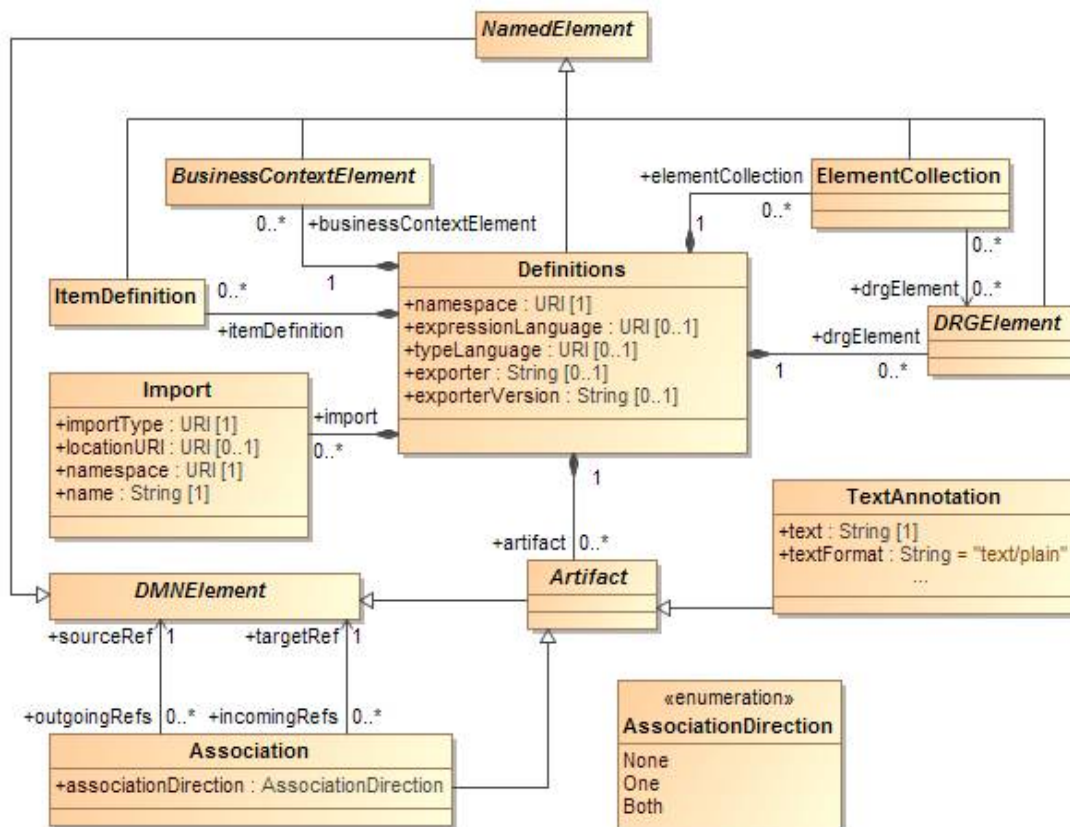 NamedElement
BusinessContextElement
0..*
+businessContextElement
1
+elementCollection
0..*
1
ElementCollection
0..*
+drgElement
0..*
DRGElement
ItemDefinition
0..*
+itemDefinition
Definitions
+namespace : URI [1]
+expressionLanguage : URI [0..1]
+typeLanguage : URI [0..1]
+exporter : String [0..1]
+exporterVersion : String [0..1]
+drgElement
1
0..*
Import
+importType : URI [1]
+locationURI : URI [0..1]
+namespace : URI [1]
+name : String [1]
+import
0..*
1
+artifact
0..*
TextAnnotation
+text : String [1]
+textFormat : String = "text/plain"
...
DMNElement
Artifact
+sourceRef
1
+targetRef
1
+outgoingRefs
0..*
+incomingRefs
0..*
Association
+associationDirection : AssociationDirection
«enumeration»
AssociationDirection
None
One
Both